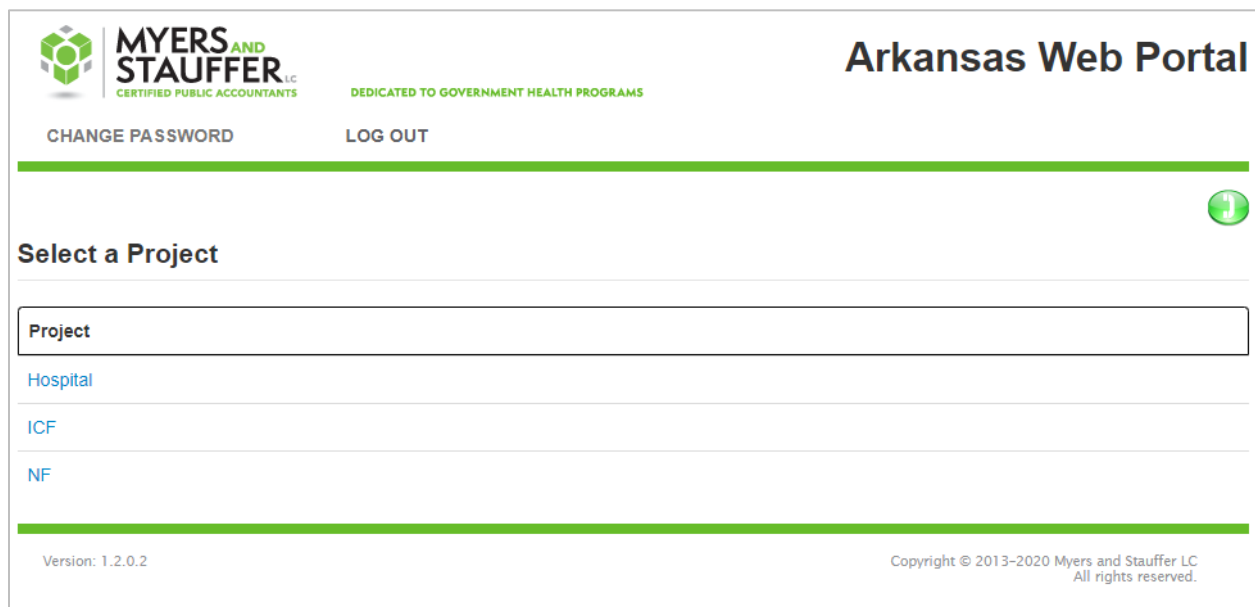 MYERS AND
STAUFFER LC
CERTIFIED PUBLIC ACCOUNTANTS
DEDICATED TO GOVERNMENT HEALTH PROGRAMS
Arkansas Web Portal
CHANGE PASSWORD
LOG OUT
Select a Project
Project
Hospital
ICF
NF
Version: 1.2.0.2
Copyright © 2013-2020 Myers and Stauffer LC
All rights reserved.